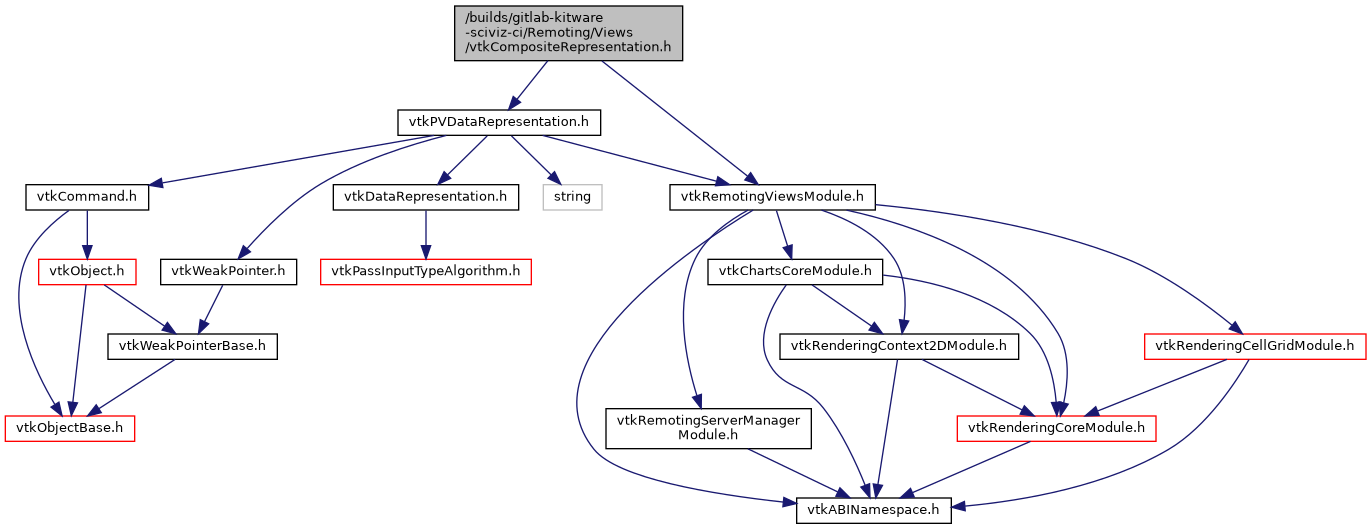 /builds/gitlab-kitware
-sciviz-ci/Remoting/Views
/vtkCompositeRepresentation.h
vtkPVDataRepresentation.h
vtkCommand.h
vtkDataRepresentation.h
string
vtkRemotingViewsModule.h
vtkObject.h
vtkWeakPointer.h
vtkPassInputTypeAlgorithm.h
vtkChartsCoreModule.h
vtkWeakPointerBase.h
vtkRenderingContext2DModule.h
vtkRenderingCellGridModule.h
vtkObjectBase.h
vtkRemotingServerManager
Module.h
vtkRenderingCoreModule.h
vtkABINamespace.h